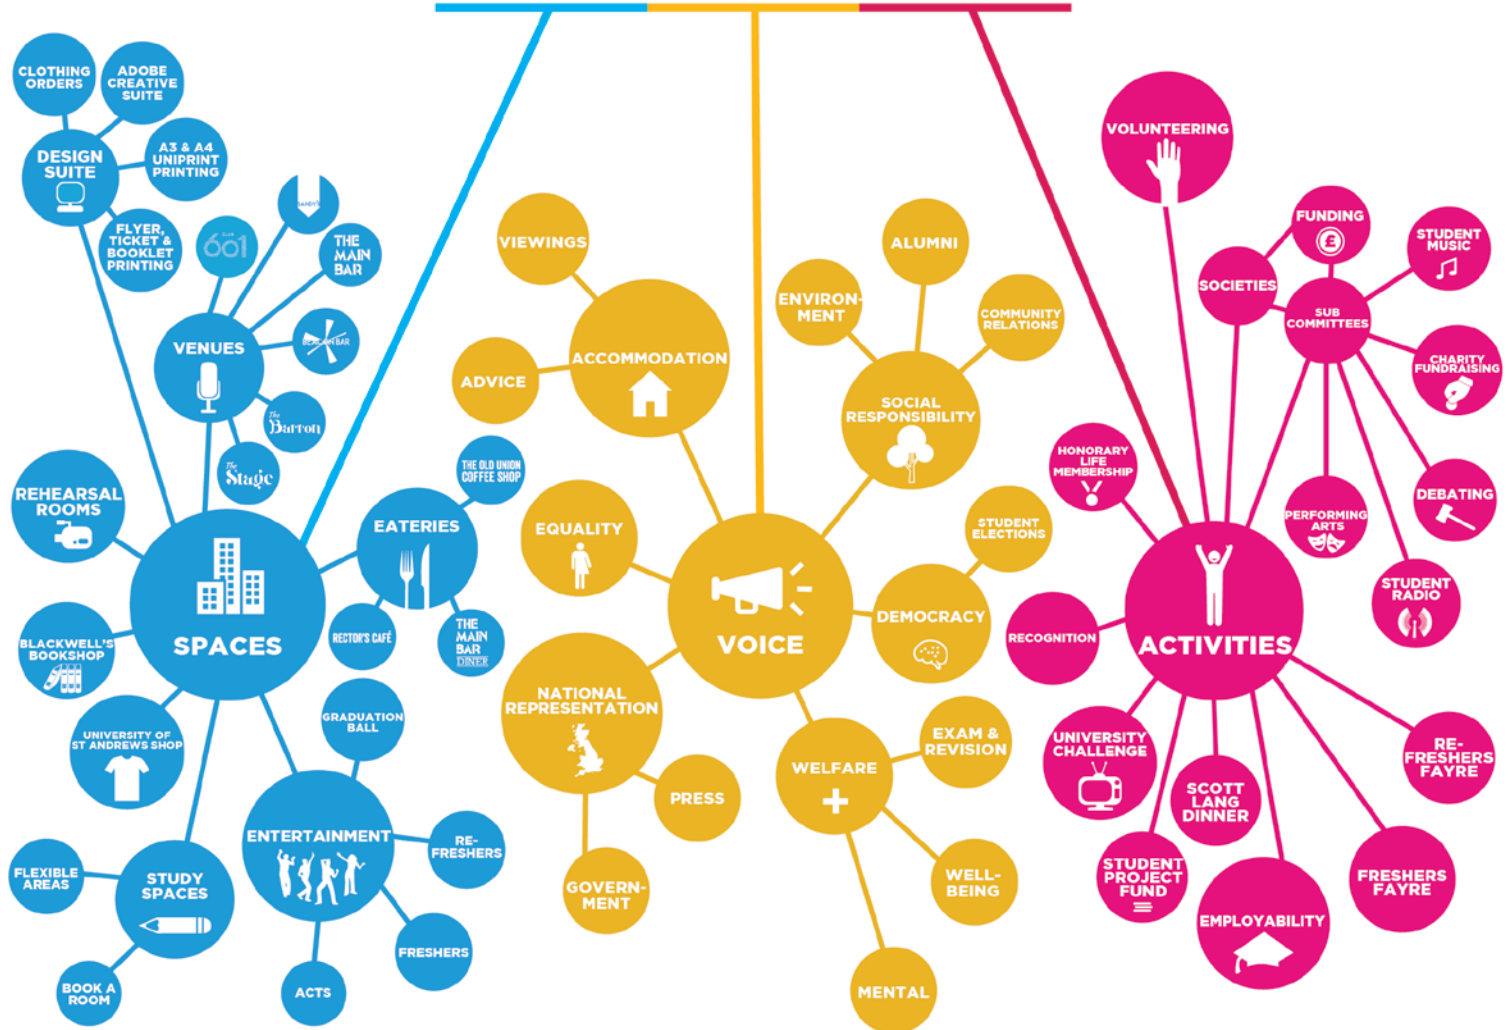 CLOTHING
ORDERS
ADOBE
CREATIVE
SUITE
DESIGN
SUITE
A3 & A4
UNIPRINT
PRINTING
FLYER,
TICKET &
BOOKLET
PRINTING
601
THE
MAIN
BAR
VENUES
BEACON BAR
The
Barron
The
Stage
REHEARSAL
ROOMS
THE OLD UNION
COFFEE SHOP
EATERIES
RECTOR'S CAFÉ
THE
MAIN
BAR
DINER
SPACES
BLACKWELL'S
BOOKSHOP
UNIVERSITY OF
ST ANDREWS SHOP
GRADUATION
BALL
ENTERTAINMENT
RE-
FRESHERS
FRESHERS
ACTS
STUDY
SPACES
FLEXIBLE
AREAS
BOOK A
ROOM
VIEWINGS
ACCOMMODATION
ADVICE
ALUMNI
ENVIRON-
MENT
COMMUNITY
RELATIONS
SOCIAL
RESPONSIBILITY
EQUALITY
STUDENT
ELECTIONS
DEMOCRACY
VOICE
NATIONAL
REPRESENTATION
PRESS
GOVERN-
MENT
WELFARE
EXAM &
REVISION
WELL-
BEING
MENTAL
VOLUNTEERING
FUNDING
£
STUDENT
MUSIC
SOCIETIES
SUB
COMMITTEES
CHARITY
FUNDRAISING
HONORARY
LIFE
MEMBERSHIP
DEBATING
PERFORMING
ARTS
STUDENT
RADIO
RECOGNITION
ACTIVITIES
UNIVERSITY
CHALLENGE
SCOTT
LANG
DINNER
RE-
FRESHERS
FAYRE
STUDENT
PROJECT
FUND
FRESHERS
FAYRE
EMPLOYABILITY